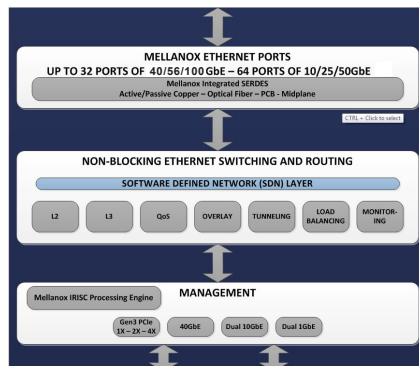 MELLANOX ETHERNET PORTS
UP TO 32 PORTS OF 40/56/100 GbE – 64 PORTS OF 10/25/50GbE
Mellanox Integrated SERDES
Active/Passive Copper – Optical Fiber – PCB - Midplane
CTRL + Click to select
NON-BLOCKING ETHERNET SWITCHING AND ROUTING
SOFTWARE DEFINED NETWORK (SDN) LAYER
L2
L3
QoS
OVERLAY
TUNNELING
LOAD
BALANCING
MONITOR-
ING
MANAGEMENT
Mellanox IRISC Processing Engine
Gen3 PCIe
1X – 2X – 4X
40GbE
Dual 10GbE
Dual 1GbE